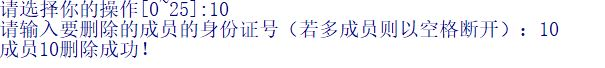 请选择你的操作[0~25]:10
请输入要删除的成员的身份证号（若多成员则以空格断开）：10
成员10删除成功！